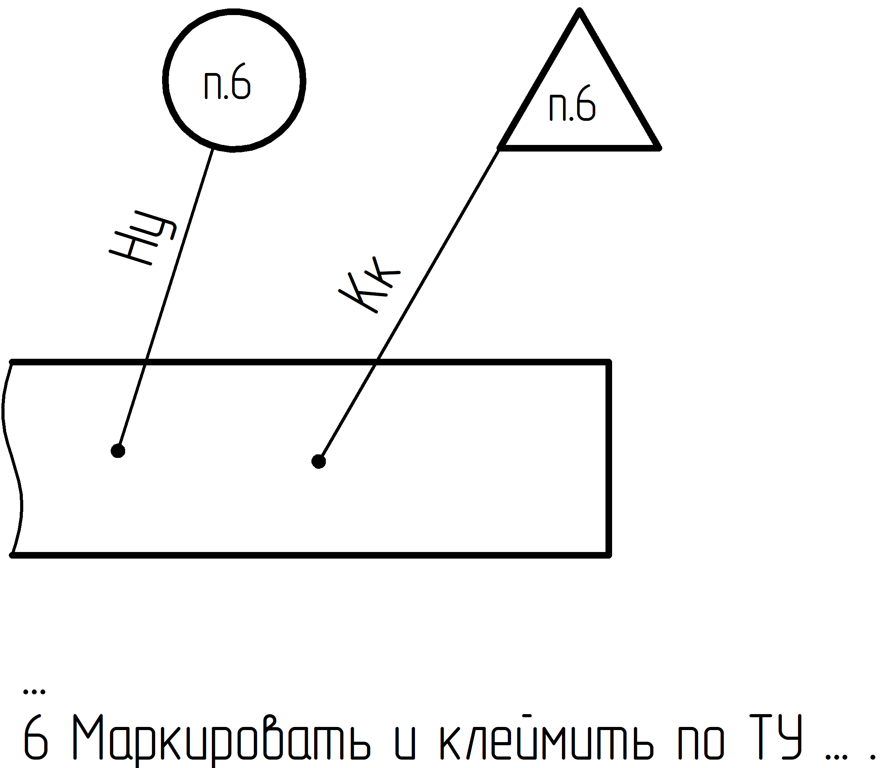 п.6
п.6
Ну
Кк
...
6 Маркировать и клеймить по ТУ ... .